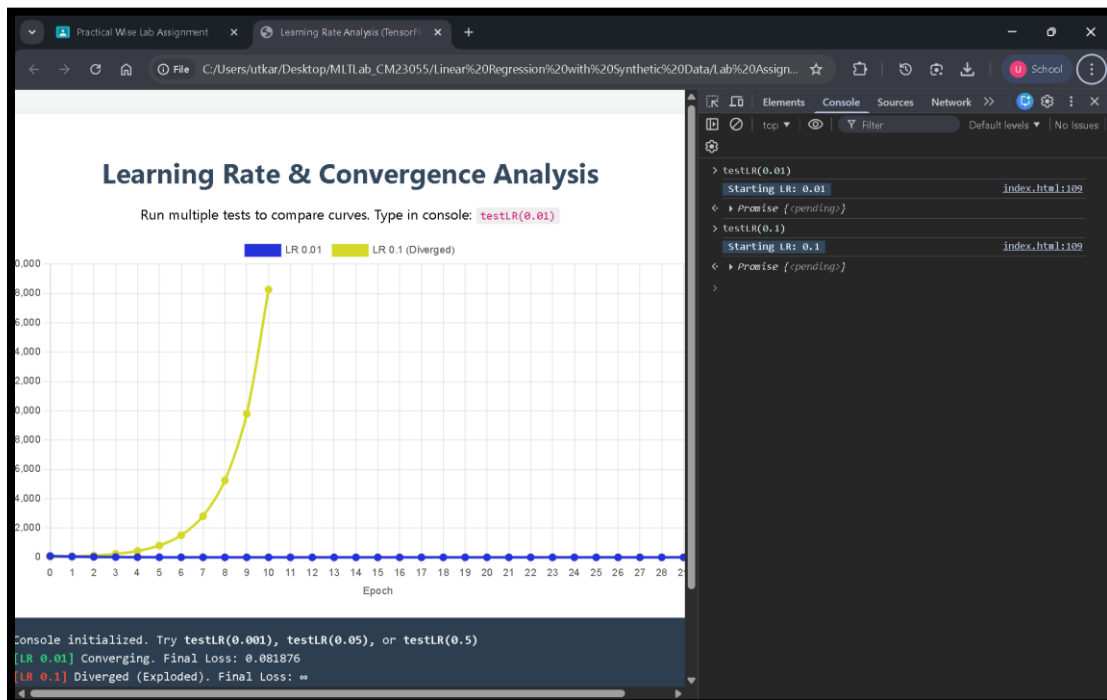 Practical Wise Lab Assignment
Learning Rate Analysis (TensorFl
File C:/Users/utkar/Desktop/MLTLab_CM23055/Linear%20Regression%20with%20Synthetic%20Data/Lab%20Assign...
U School
Learning Rate & Convergence Analysis
Run multiple tests to compare curves. Type in console: testLR(0.01)
LR 0.01 LR 0.1 (Diverged)
0,000
8,000
6,000
4,000
2,000
0,000
8,000
6,000
4,000
2,000
0
0 1 2 3 4 5 6 7 8 9 10 11 12 13 14 15 16 17 18 19 20 21 22 23 24 25 26 27 28
Epoch
Console initialized. Try testLR(0.001), testLR(0.05), or testLR(0.5)
[LR 0.01] Converging. Final Loss: 0.081876
[LR 0.1] Diverged (Exploded). Final Loss: ∞
Elements Console Sources Network
top Filter Default levels No Issues
> testLR(0.01)
Starting LR: 0.01 index.html:109
Promise {<pending>}
> testLR(0.1)
Starting LR: 0.1 index.html:109
Promise {<pending>}
>